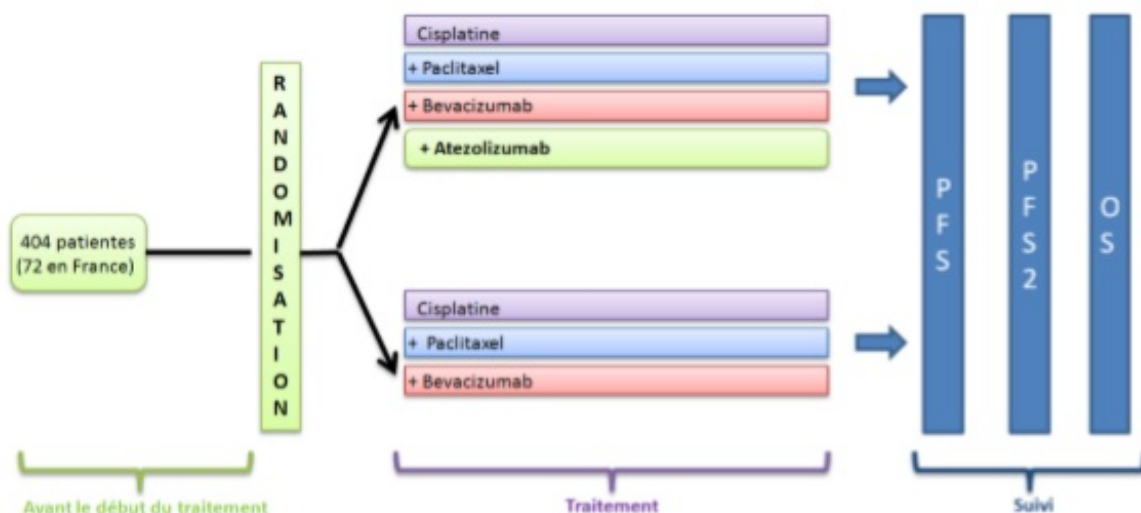 404 patientes
(72 en France)
RANDOMISATION
Cisplatine
+ Paclitaxel
+ Bevacizumab
+ Atezolizumab
Cisplatine
+ Paclitaxel
+ Bevacizumab
PFS
PFS2
OS
Avant le début du traitement
Traitement
Suivi